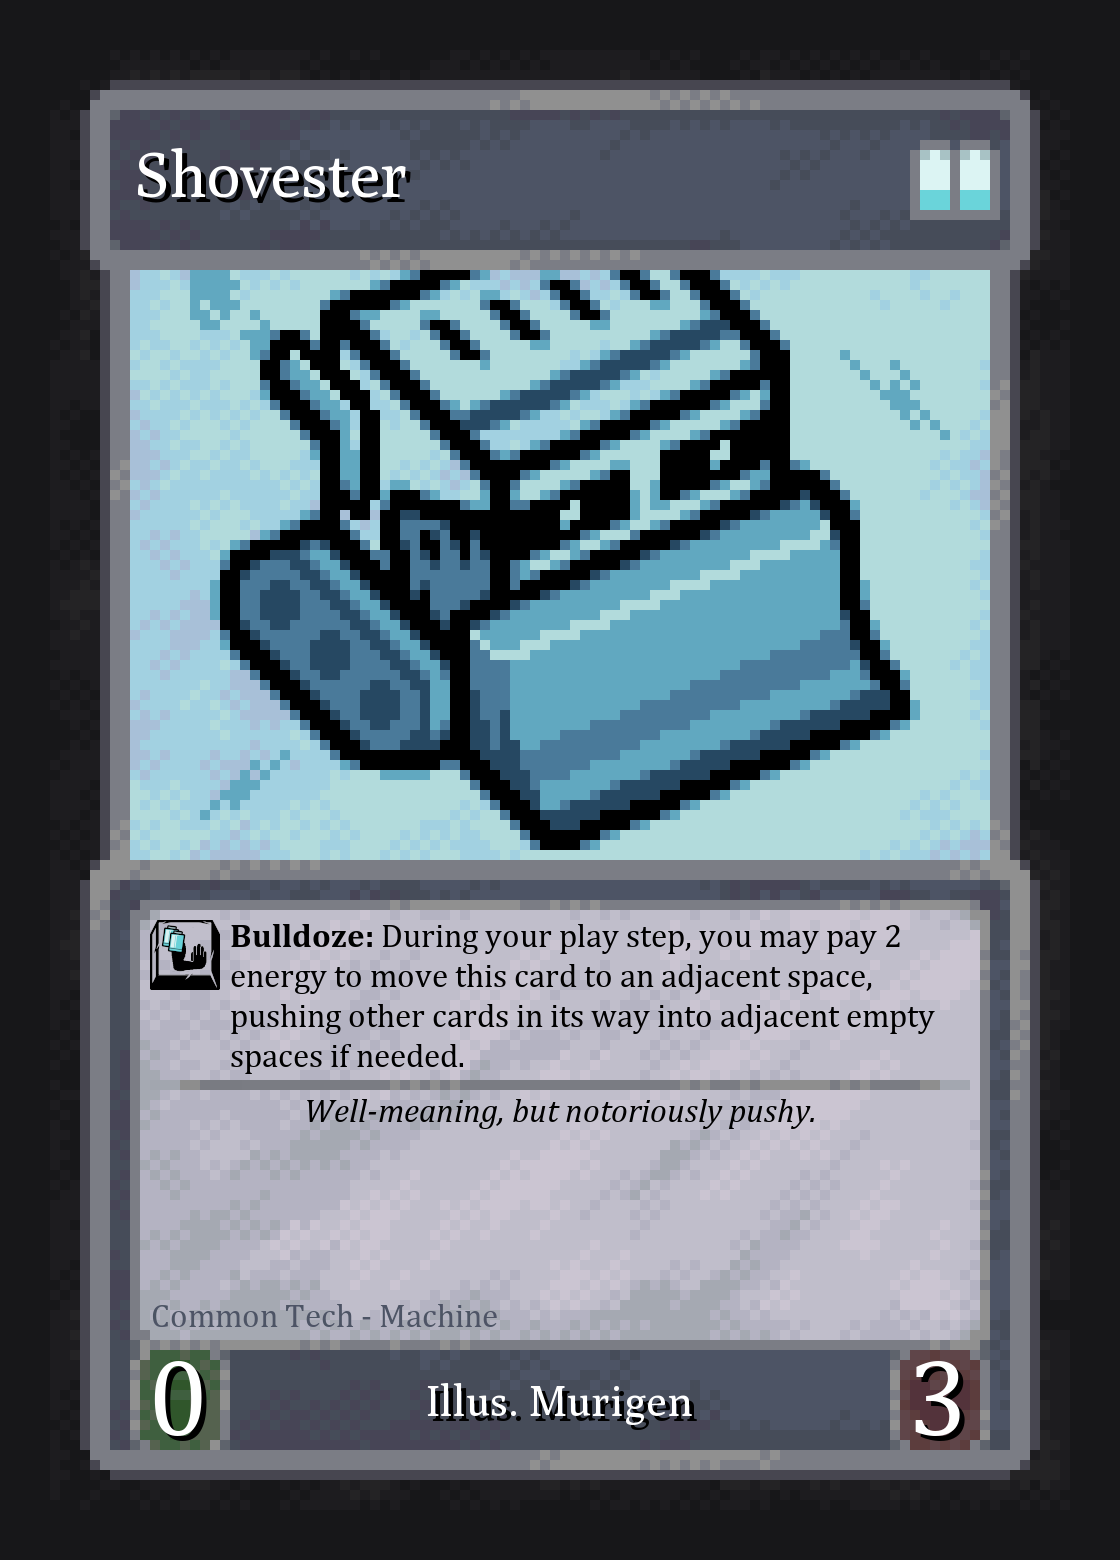 Shovester
Bulldoze: During your play step, you may pay 2
energy to move this card to an adjacent space,
pushing other cards in its way into adjacent empty
spaces if needed.
Well-meaning, but notoriously pushy.
Common Tech - Machine
0
Illus. Murigen
3